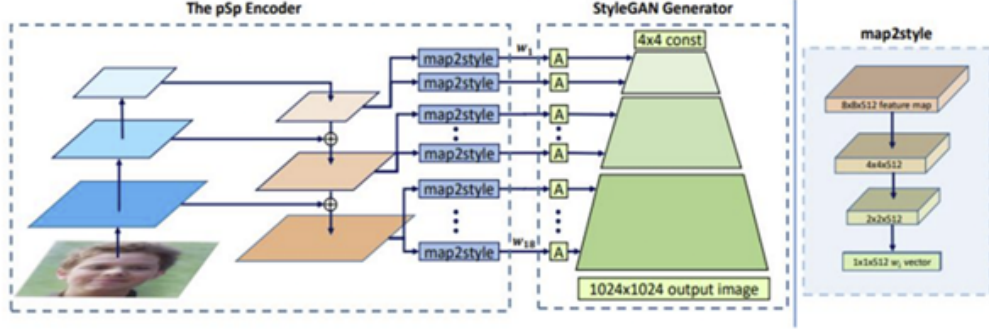 The pSp Encoder
StyleGAN Generator
map2style
w₁
A
4x4 const
map2style
A
map2style
A
map2style
A
map2style
A
map2style
w₁₈
A
1024x1024 output image
map2style
8x8x512 feature map
4x4x512
2x2x512
1x1x512 wᵢ vector